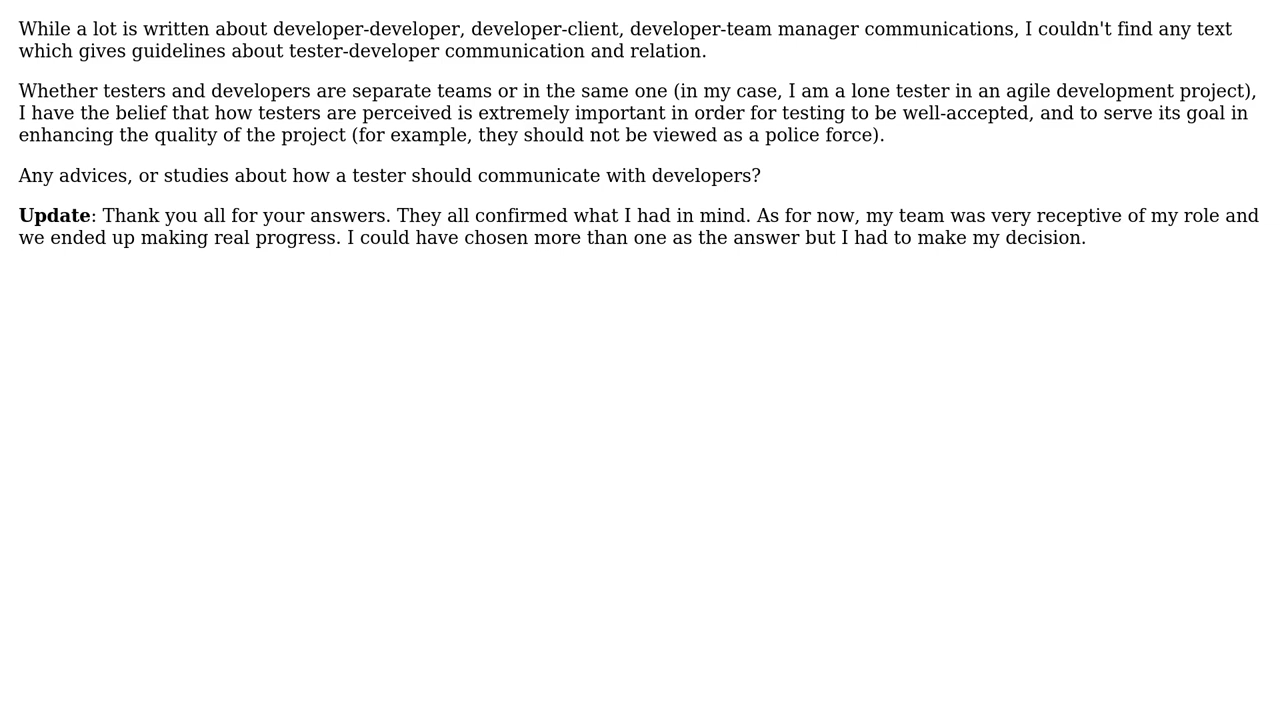 While a lot is written about developer-developer, developer-client, developer-team manager communications, I couldn't find any text
which gives guidelines about tester-developer communication and relation.
Whether testers and developers are separate teams or in the same one (in my case, I am a lone tester in an agile development project),
I have the belief that how testers are perceived is extremely important in order for testing to be well-accepted, and to serve its goal in
enhancing the quality of the project (for example, they should not be viewed as a police force).
Any advices, or studies about how a tester should communicate with developers?
Update: Thank you all for your answers. They all confirmed what I had in mind. As for now, my team was very receptive of my role and
we ended up making real progress. I could have chosen more than one as the answer but I had to make my decision.